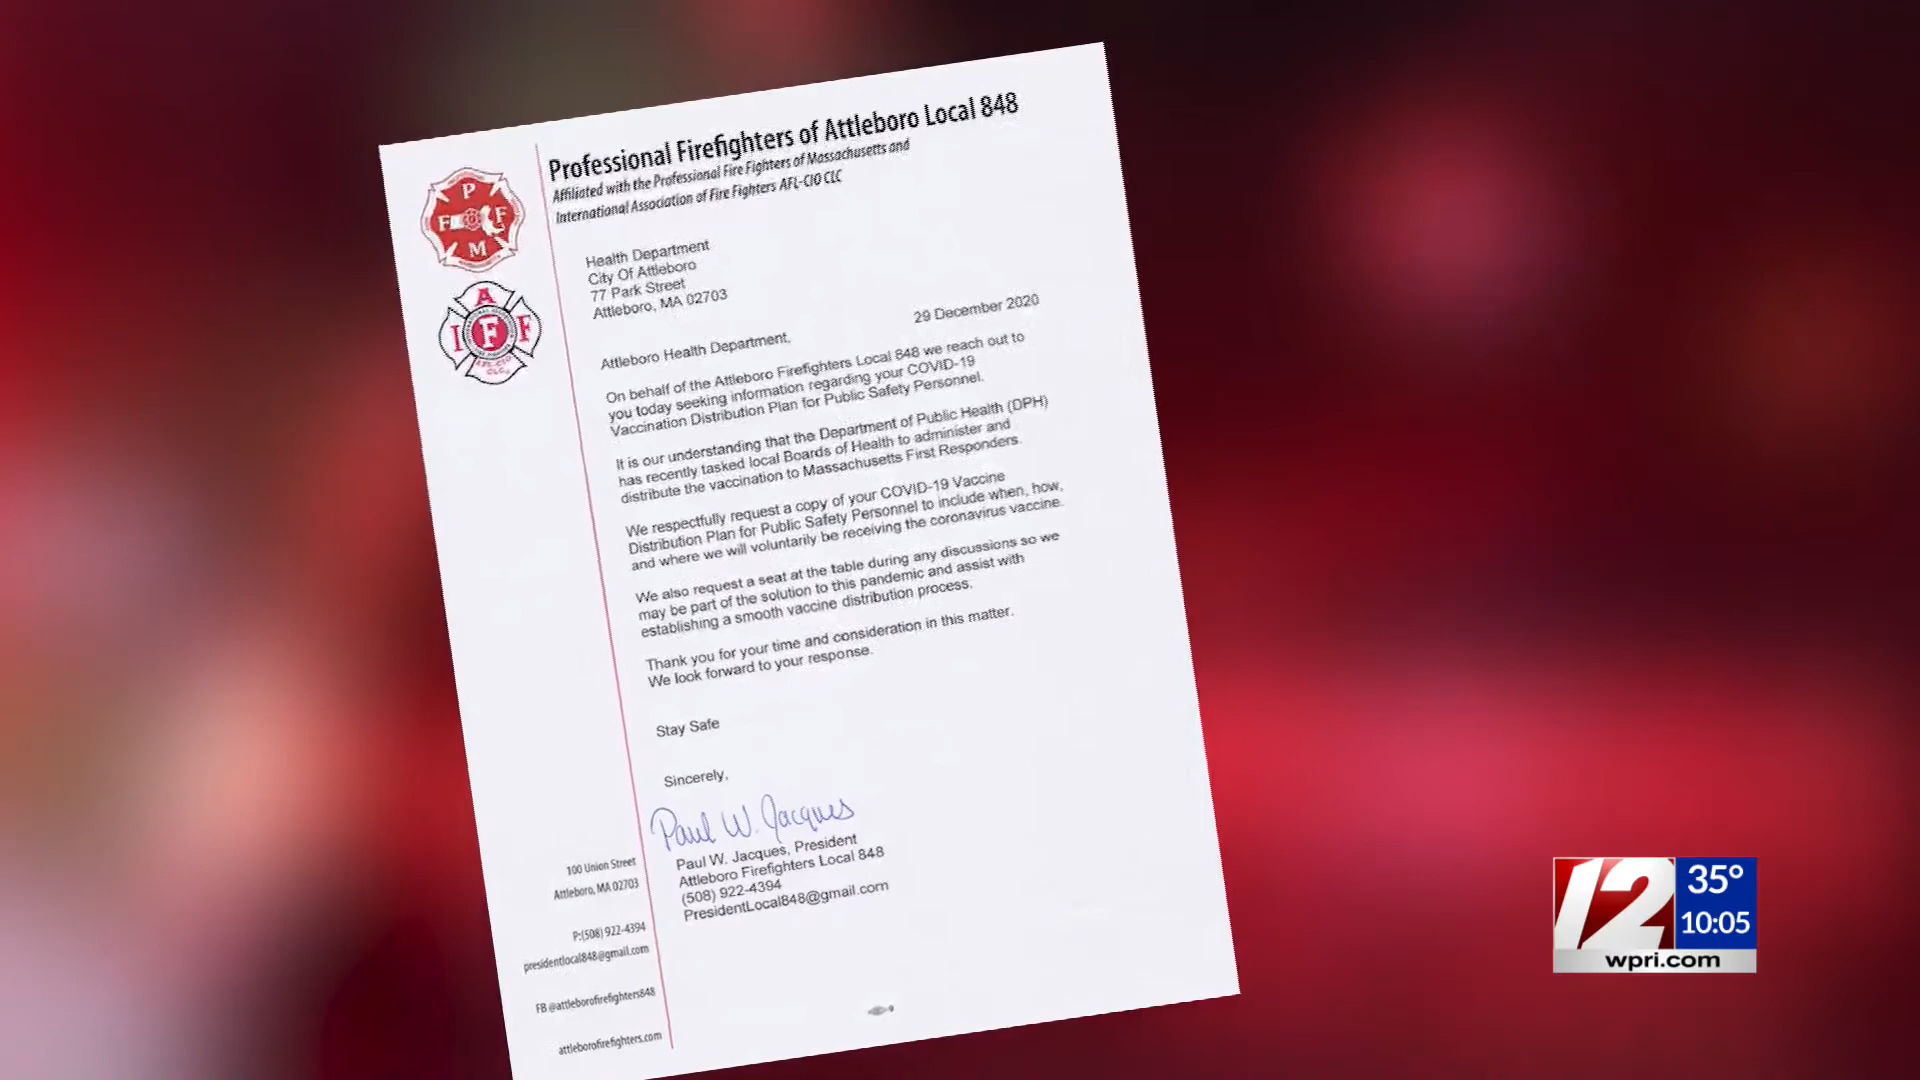 Professional Firefighters of Attleboro Local 848
Affiliated with the Professional Fire Fighters of Massachusetts and
International Association of Fire Fighters AFL-CIO CLC
P
F F
M
A
I F F
AFL-CIO
CLC
Health Department
City Of Attleboro
77 Park Street
Attleboro, MA 02703
29 December 2020
Attleboro Health Department,
On behalf of the Attleboro Firefighters Local 848 we reach out to
you today seeking information regarding your COVID-19
Vaccination Distribution Plan for Public Safety Personnel.
It is our understanding that the Department of Public Health (DPH)
has recently tasked local Boards of Health to administer and
distribute the vaccination to Massachusetts First Responders.
We respectfully request a copy of your COVID-19 Vaccine
Distribution Plan for Public Safety Personnel to include when, how,
and where we will voluntarily be receiving the coronavirus vaccine.
We also request a seat at the table during any discussions so we
may be part of the solution to this pandemic and assist with
establishing a smooth vaccine distribution process.
Thank you for your time and consideration in this matter.
We look forward to your response.
Stay Safe
Sincerely,
Paul W. Jacques
Paul W. Jacques, President
Attleboro Firefighters Local 848
(508) 922-4394
PresidentLocal848@gmail.com
100 Union Street
Attleboro, MA 02703
P:(508) 922-4394
presidentlocal848@gmail.com
FB @attleborofirefighters848
attleborofirefighters.com
12
35°
10:05
wpri.com